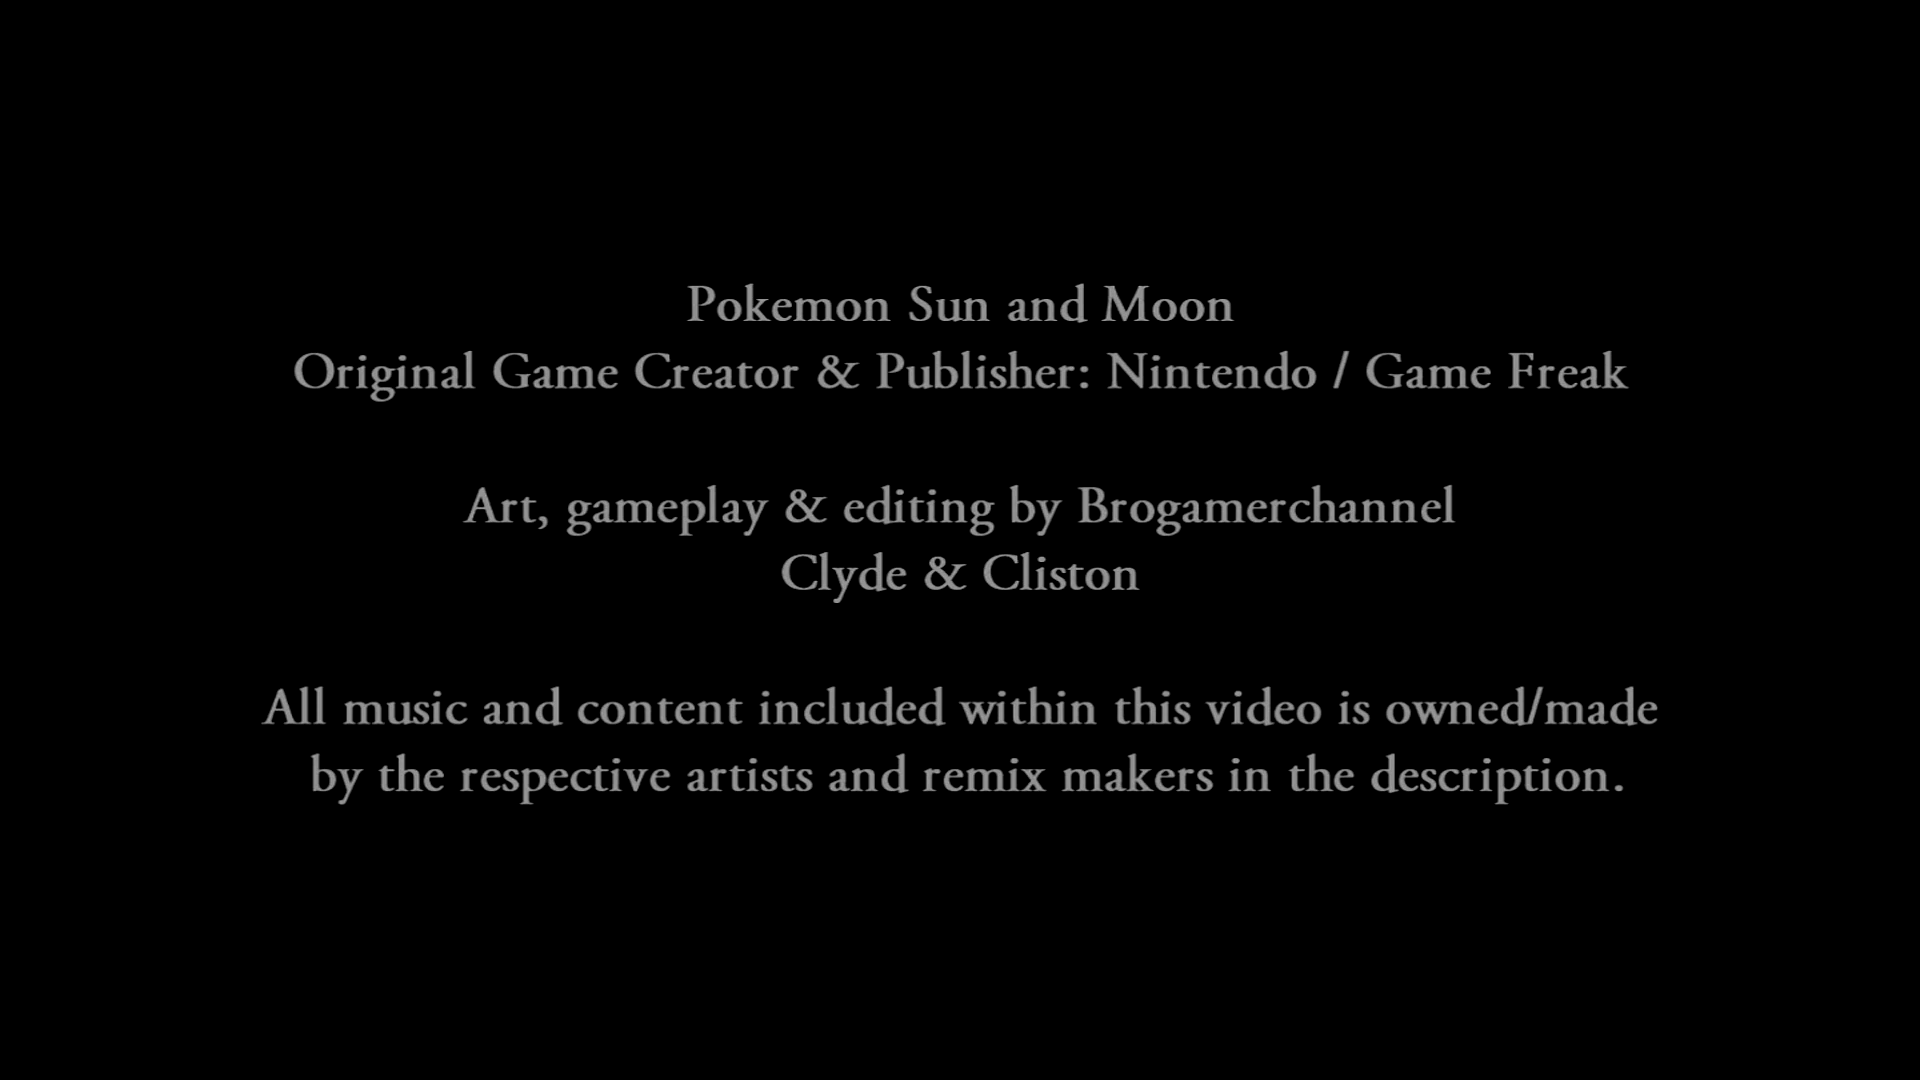 Pokemon Sun and Moon
Original Game Creator & Publisher: Nintendo / Game Freak
Art, gameplay & editing by Brogamerchannel
Clyde & Cliston
All music and content included within this video is owned/made
by the respective artists and remix makers in the description.